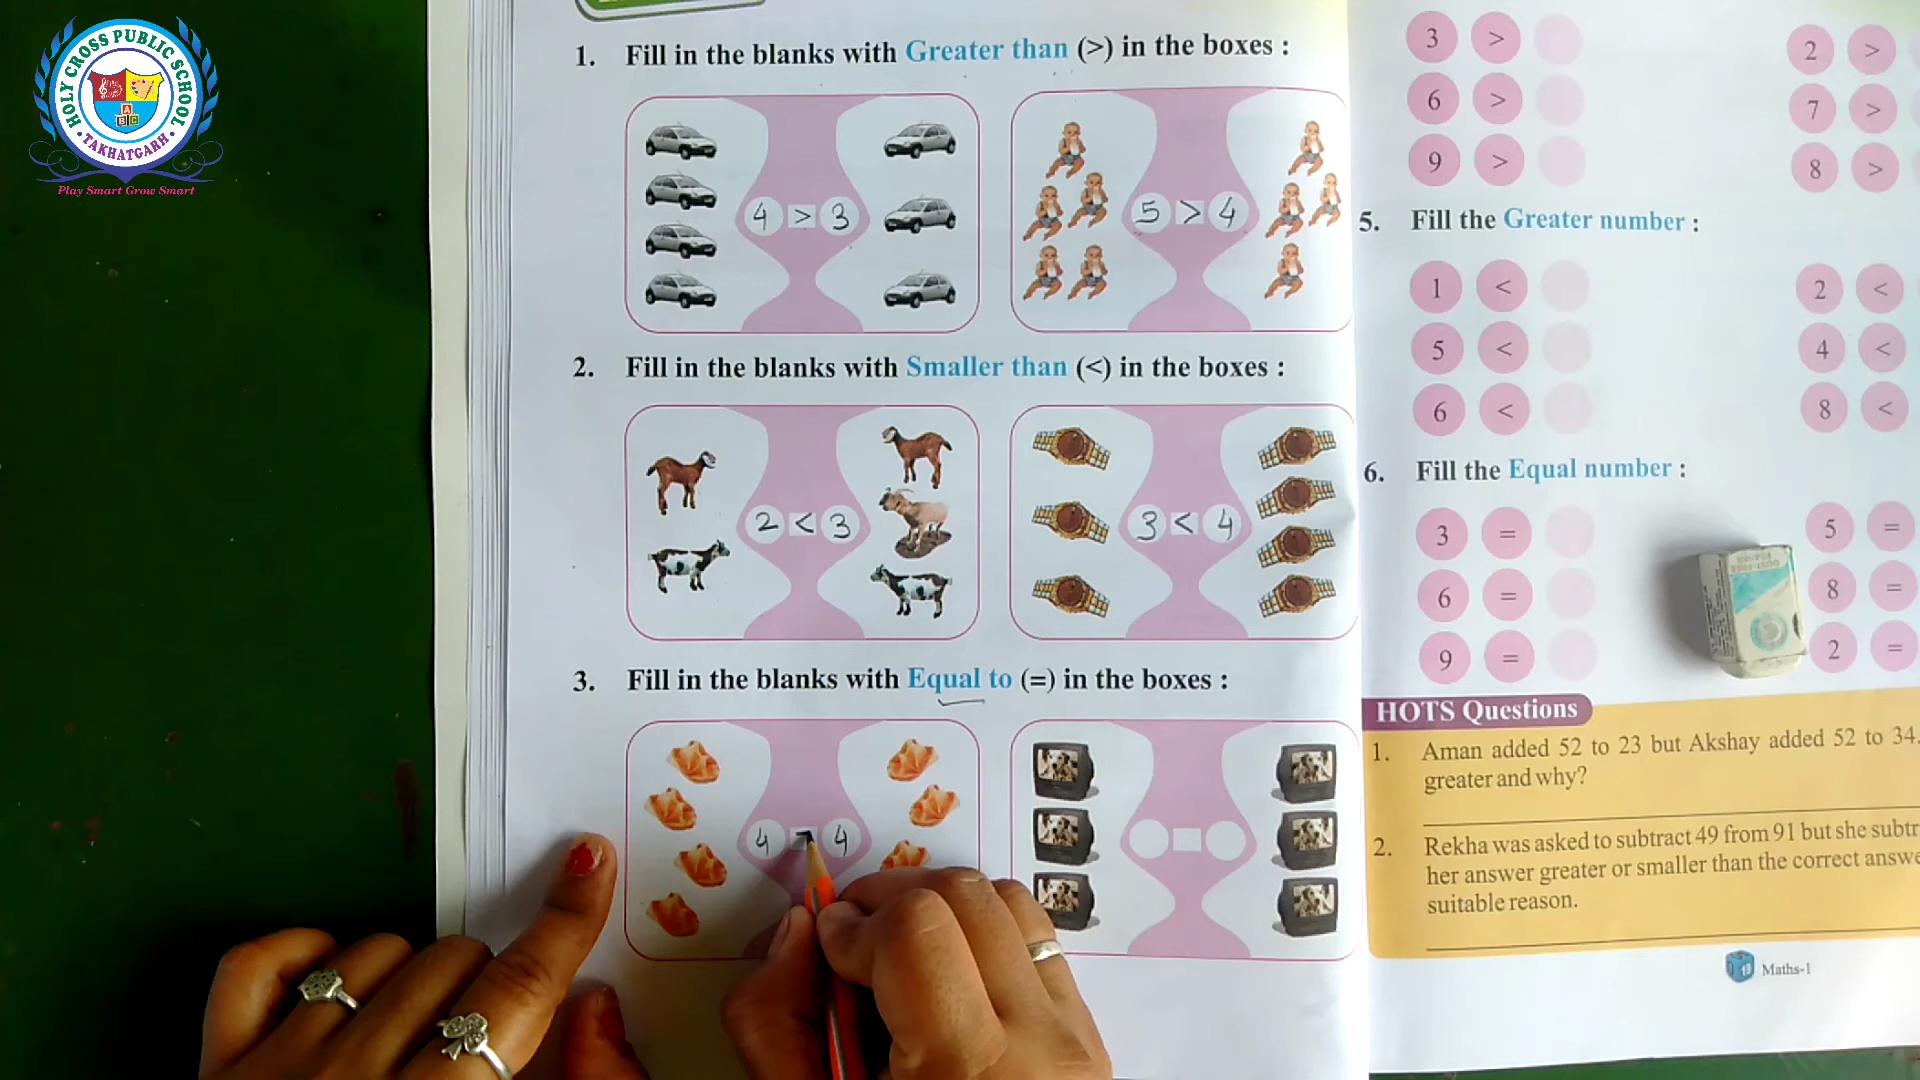 HOLY CROSS PUBLIC SCHOOL
TAKHATGARH
A
B C
Play Smart Grow Smart
1. Fill in the blanks with Greater than (>) in the boxes :
4 > 3
5 > 4
2. Fill in the blanks with Smaller than (<) in the boxes :
2 < 3
3 < 4
3. Fill in the blanks with Equal to (=) in the boxes :
4 = 4
3 >
2 >
6 >
7 >
9 >
8 >
5. Fill the Greater number :
1 <
2 <
5 <
4 <
6 <
8 <
6. Fill the Equal number :
3 =
5 =
6 =
8 =
9 =
2 =
HOTS Questions
1. Aman added 52 to 23 but Akshay added 52 to 34.
greater and why?
2. Rekha was asked to subtract 49 from 91 but she
her answer greater or smaller than the correct
suitable reason.
19 Maths-1